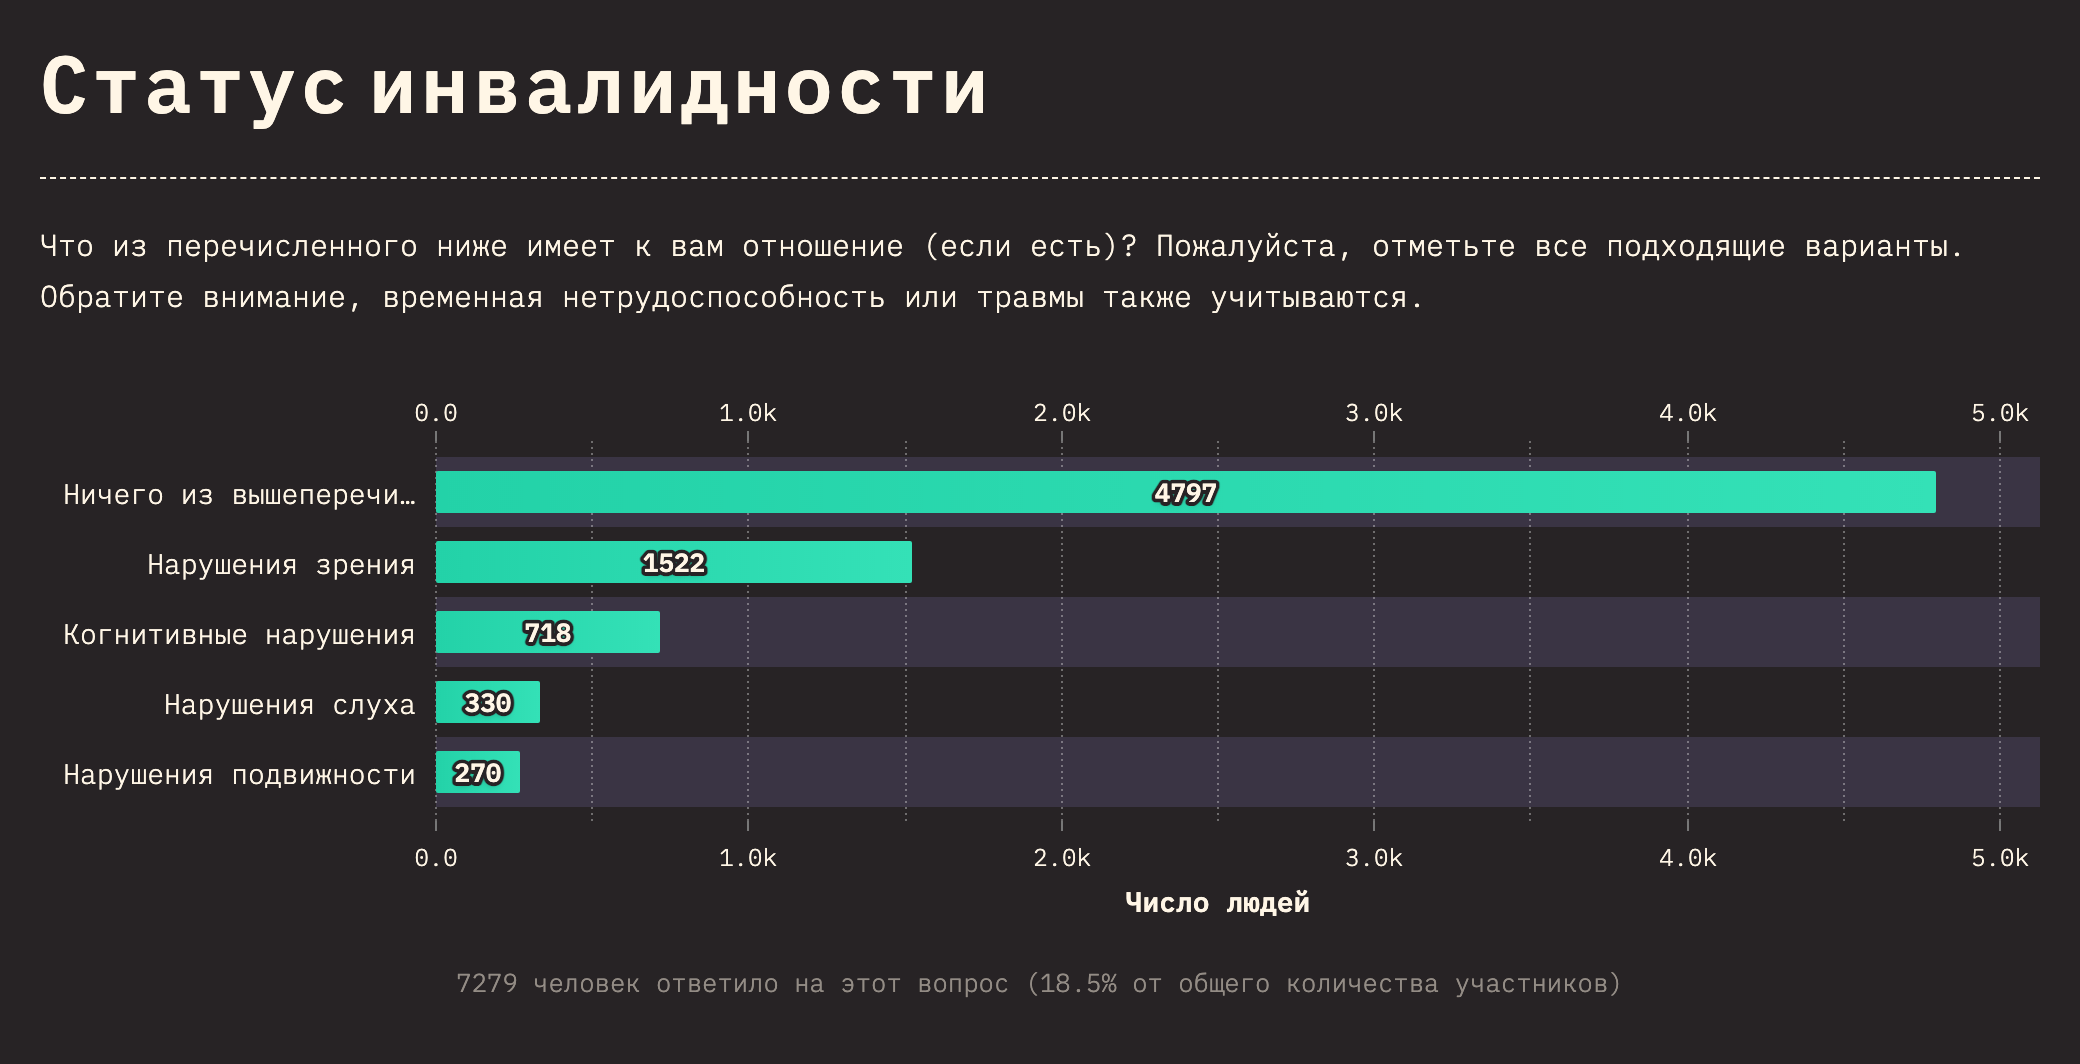 Статус инвалидности
Что из перечисленного ниже имеет к вам отношение (если есть)? Пожалуйста, отметьте все подходящие варианты.
Обратите внимание, временная нетрудоспособность или травмы также учитываются.
0.0 1.0k 2.0k 3.0k 4.0k 5.0k
Ничего из вышеперечи… 4797
Нарушения зрения 1522
Когнитивные нарушения 718
Нарушения слуха 330
Нарушения подвижности 270
0.0 1.0k 2.0k 3.0k 4.0k 5.0k
Число людей
7279 человек ответило на этот вопрос (18.5% от общего количества участников)